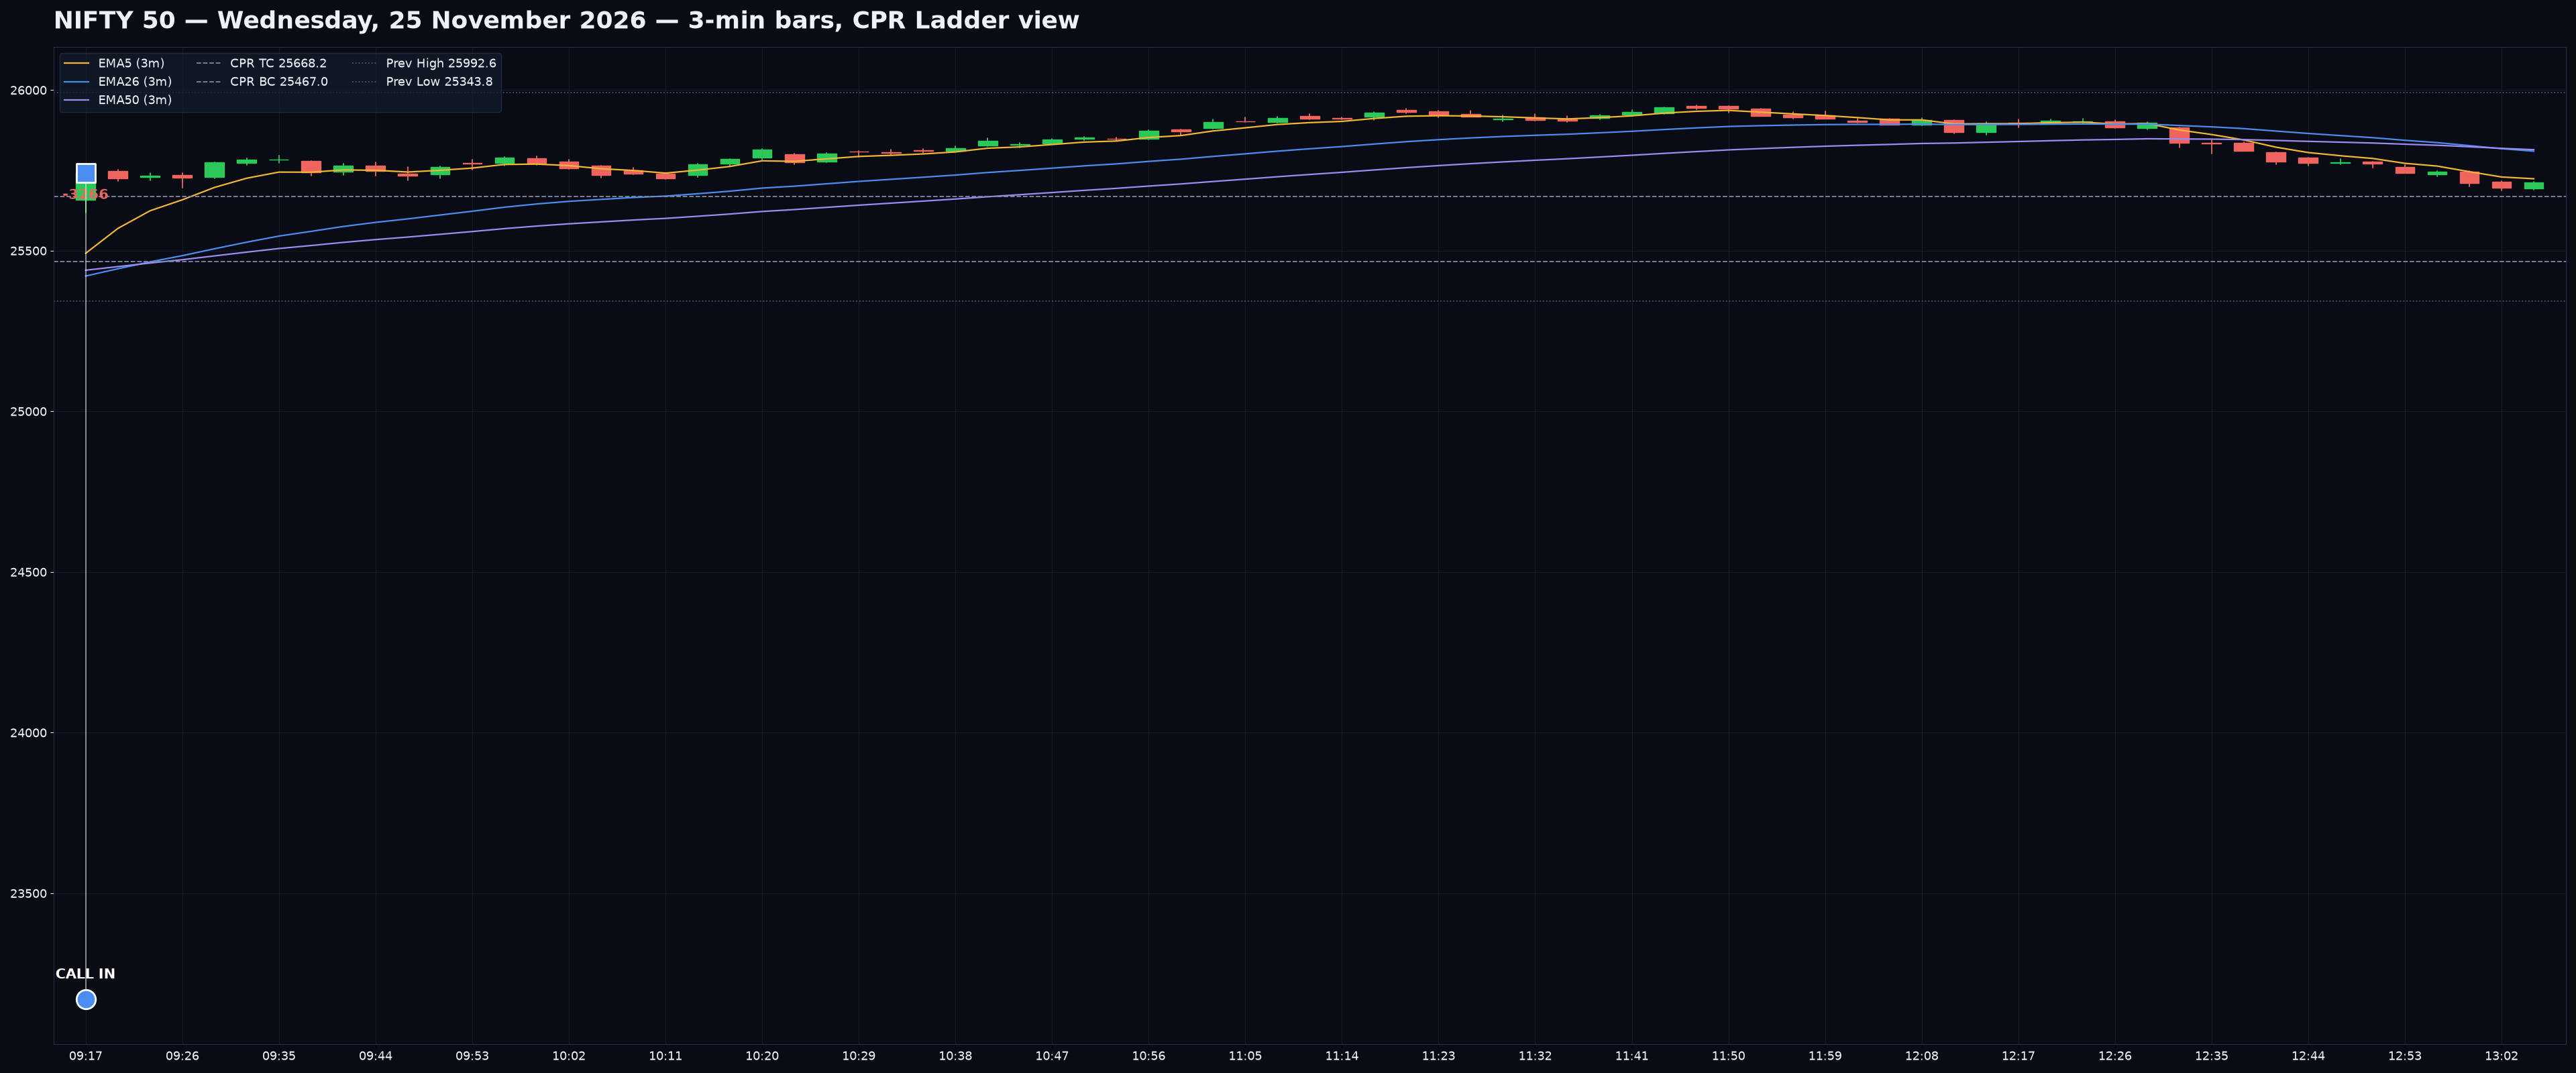 NIFTY 50 — Wednesday, 25 November 2026 — 3-min bars, CPR Ladder view
EMA5 (3m)
EMA26 (3m)
EMA50 (3m)
CPR TC 25668.2
CPR BC 25467.0
Prev High 25992.6
Prev Low 25343.8
26000
25500
25000
24500
24000
23500
CALL IN
09:17 09:26 09:35 09:44 09:53 10:02 10:11 10:20 10:29 10:38 10:47 10:56 11:05 11:14 11:23 11:32 11:41 11:50 11:59 12:08 12:17 12:26 12:35 12:44 12:53 13:02